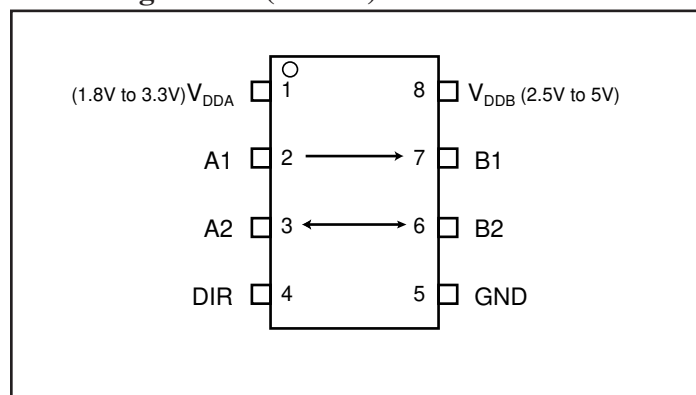 (1.8V to 3.3V) VDDA 1 8 VDDB (2.5V to 5V)
A1 2 7 B1
A2 3 6 B2
DIR 4 5 GND